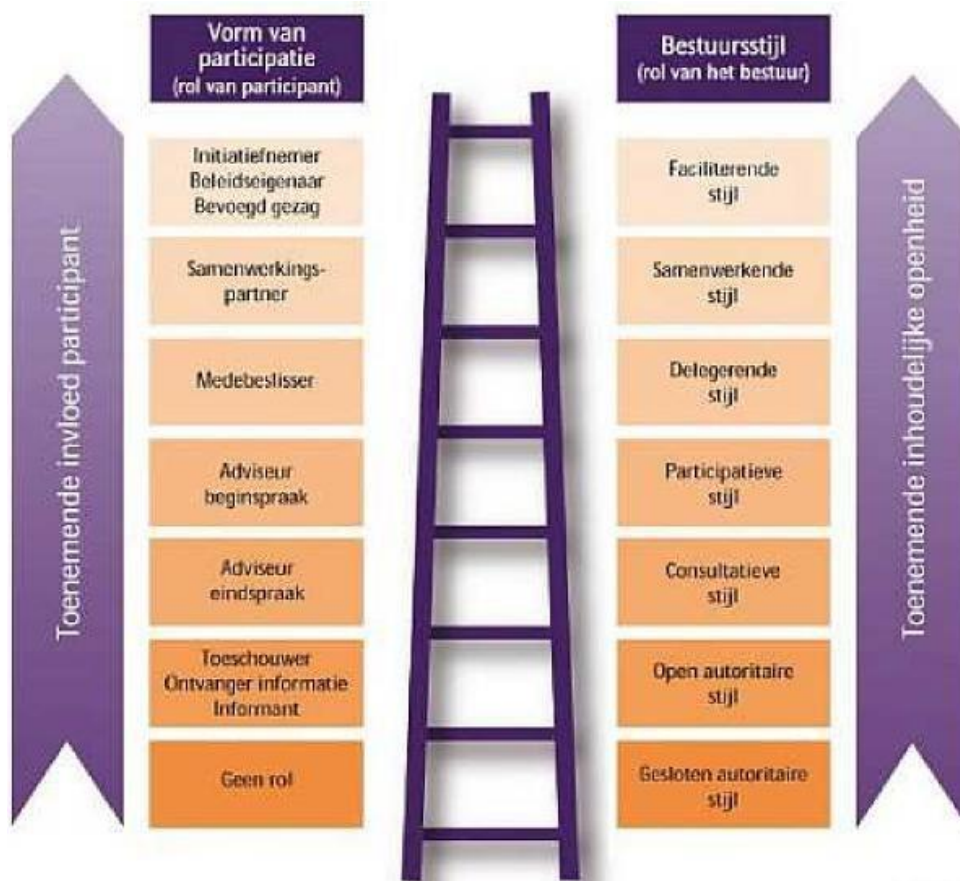 Vorm van
participatie
(rol van participant)
Bestuursstijl
(rol van het bestuur)
Toenemende invloed participant
Initiatiefnemer
Beleidseigenaar
Bevoegd gezag
Faciliterende
stijl
Samenwerkings-
partner
Samenwerkende
stijl
Medebeslisser
Delegerende
stijl
Adviseur
beginspraak
Participatieve
stijl
Adviseur
eindspraak
Consultatieve
stijl
Toeschouwer
Ontvanger informatie
Informant
Open autoritaire
stijl
Geen rol
Gesloten autoritaire
stijl
Toenemende inhoudelijke openheid